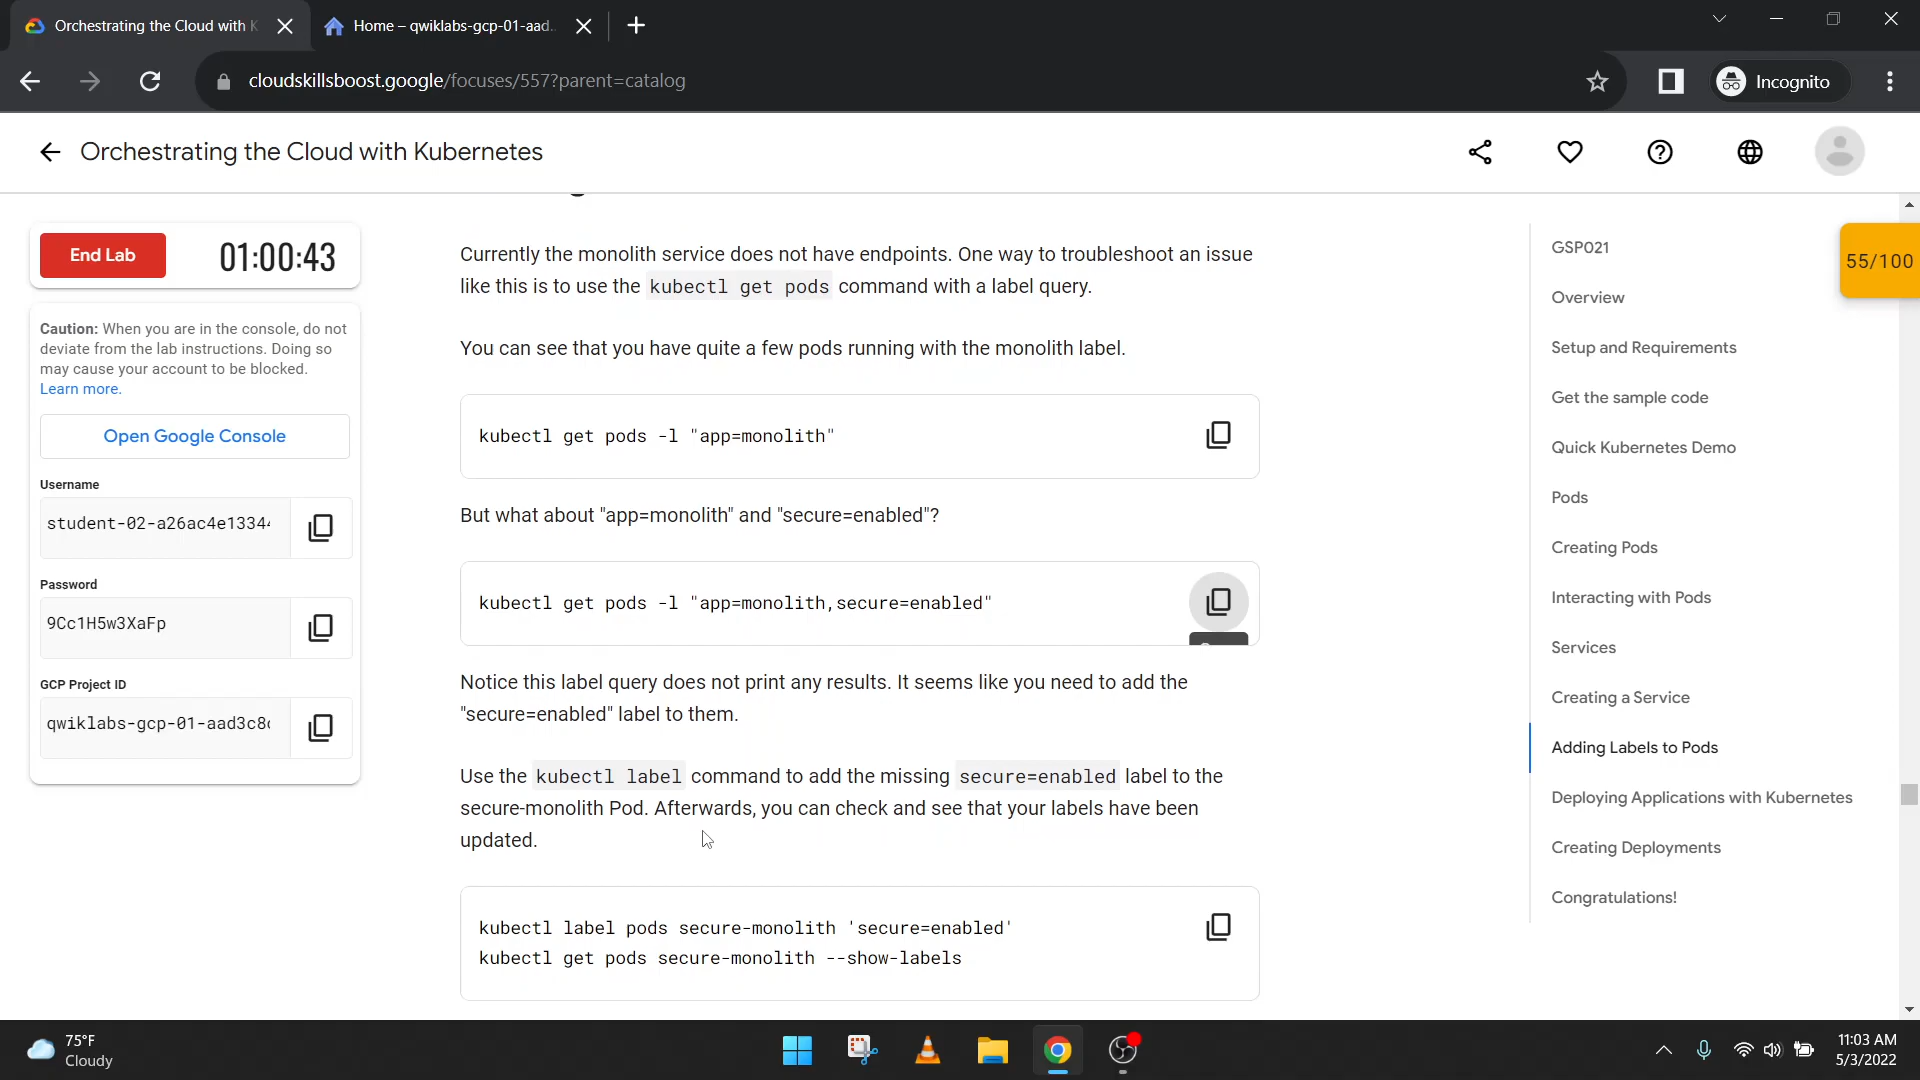 Orchestrating the Cloud with K
Home – qwiklabs-gcp-01-aad..
cloudskillsboost.google/focuses/557?parent=catalog
Incognito
Orchestrating the Cloud with Kubernetes
End Lab
01:00:43
Caution: When you are in the console, do not
deviate from the lab instructions. Doing so
may cause your account to be blocked.
Learn more.
Open Google Console
Username
student-02-a26ac4e1334
Password
9Cc1H5w3XaFp
GCP Project ID
qwiklabs-gcp-01-aad3c8
Currently the monolith service does not have endpoints. One way to troubleshoot an issue
like this is to use the kubectl get pods command with a label query.
You can see that you have quite a few pods running with the monolith label.
kubectl get pods -l "app=monolith"
But what about "app=monolith" and "secure=enabled"?
kubectl get pods -l "app=monolith,secure=enabled"
Notice this label query does not print any results. It seems like you need to add the
"secure=enabled" label to them.
Use the kubectl label command to add the missing secure=enabled label to the
secure-monolith Pod. Afterwards, you can check and see that your labels have been
updated.
kubectl label pods secure-monolith 'secure=enabled'
kubectl get pods secure-monolith --show-labels
GSP021
Overview
Setup and Requirements
Get the sample code
Quick Kubernetes Demo
Pods
Creating Pods
Interacting with Pods
Services
Creating a Service
Adding Labels to Pods
Deploying Applications with Kubernetes
Creating Deployments
Congratulations!
55/100
75°F
Cloudy
11:03 AM
5/3/2022